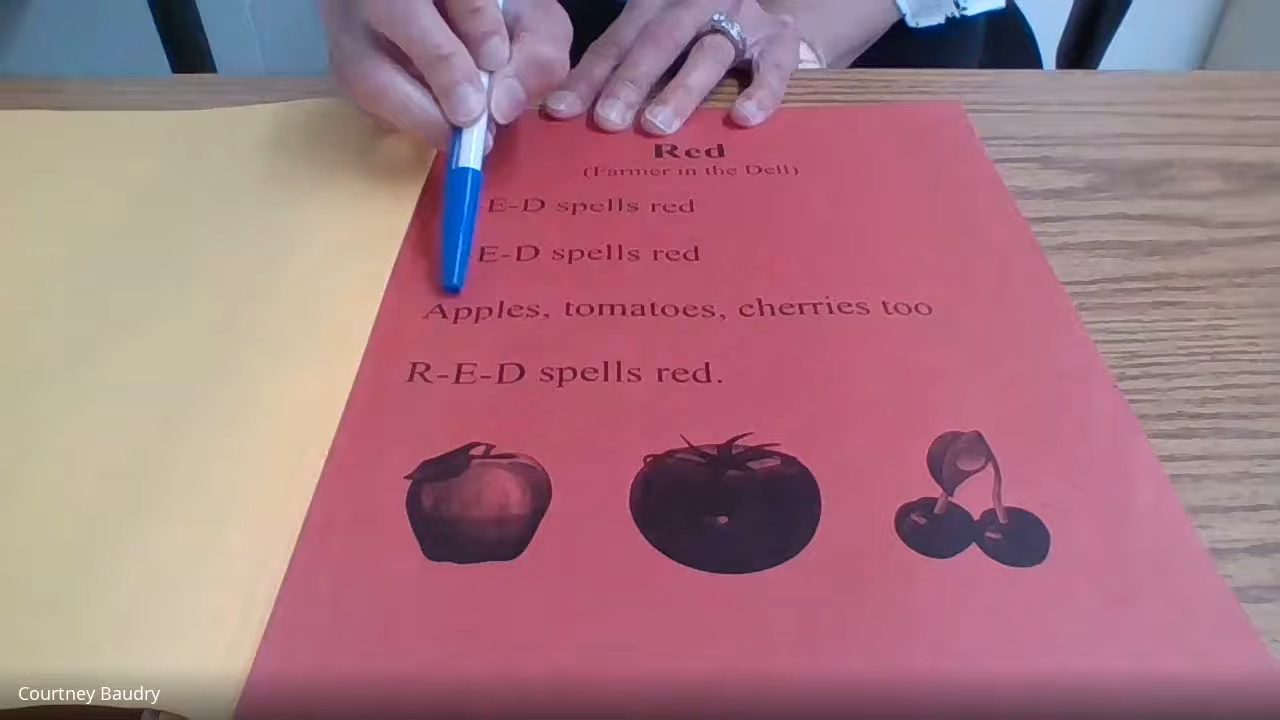 Red
(Farmer in the Dell)
E-D spells red
E-D spells red
Apples, tomatoes, cherries too
R-E-D spells red.
Courtney Baudry